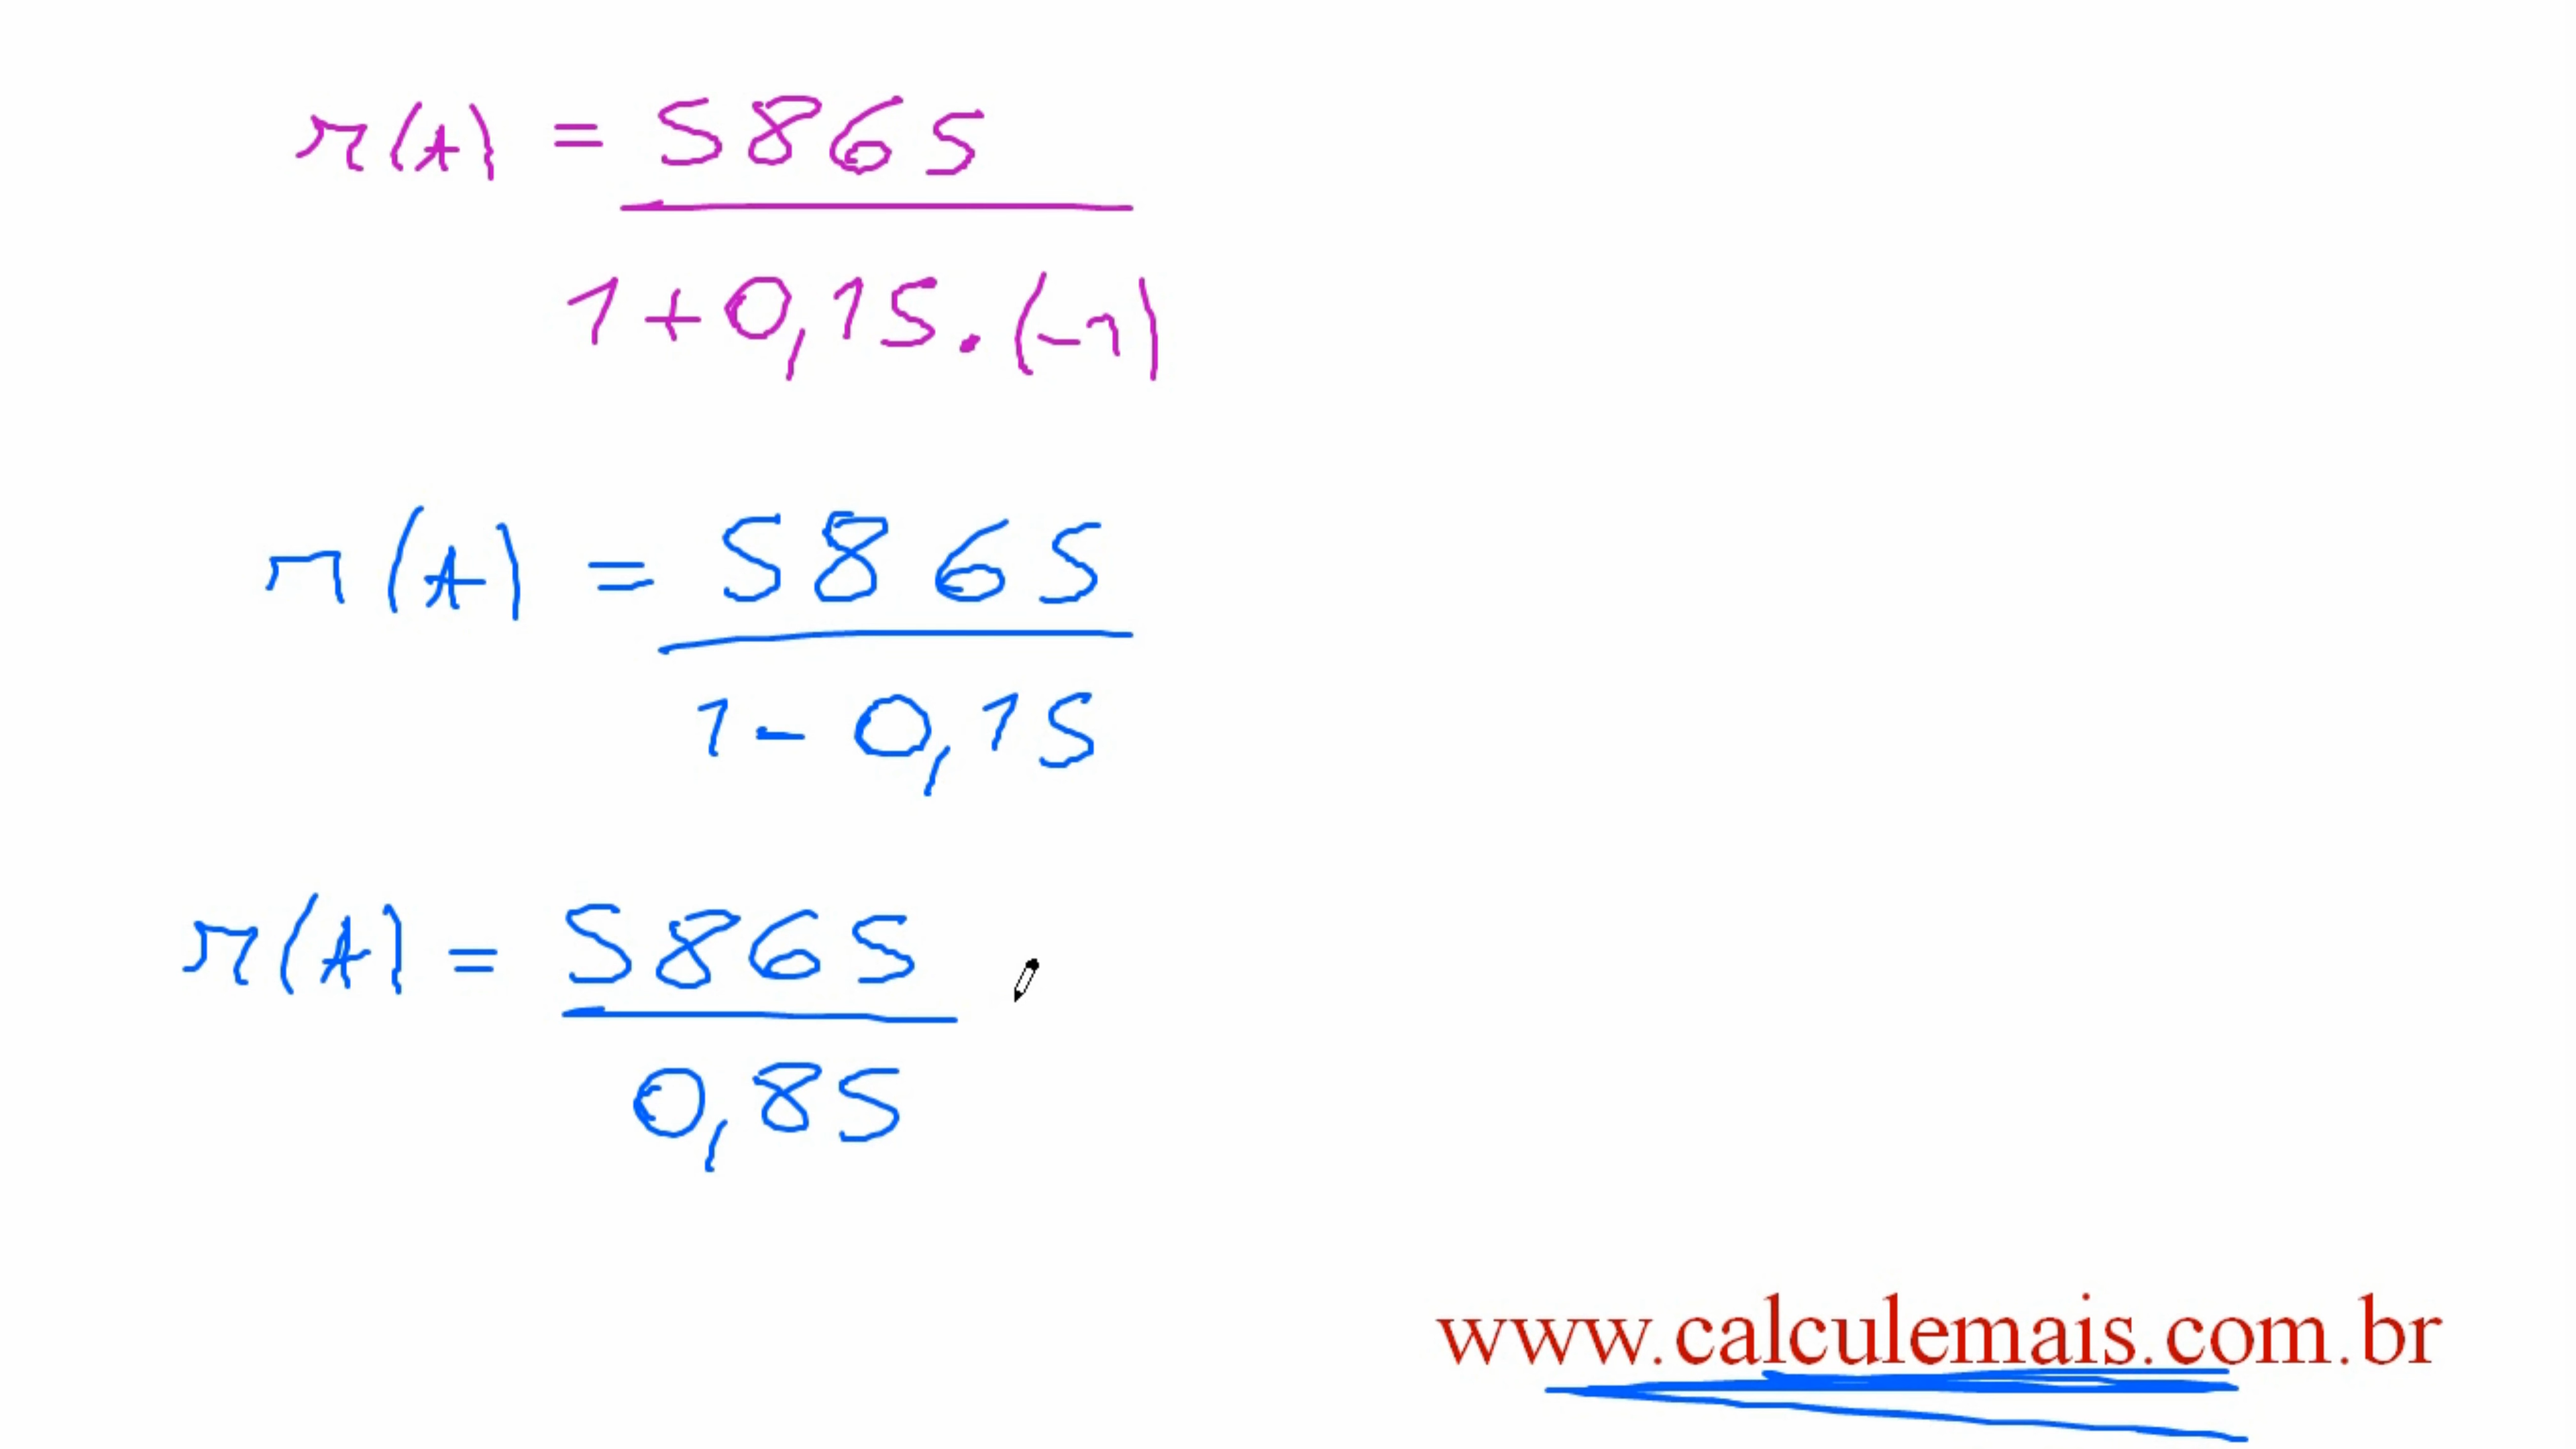 r(t) = 5865
1+0,15.(-1)
r(t) = 5865
1-0,15
r(t) = 5865
0,85
www.calculemais.com.br